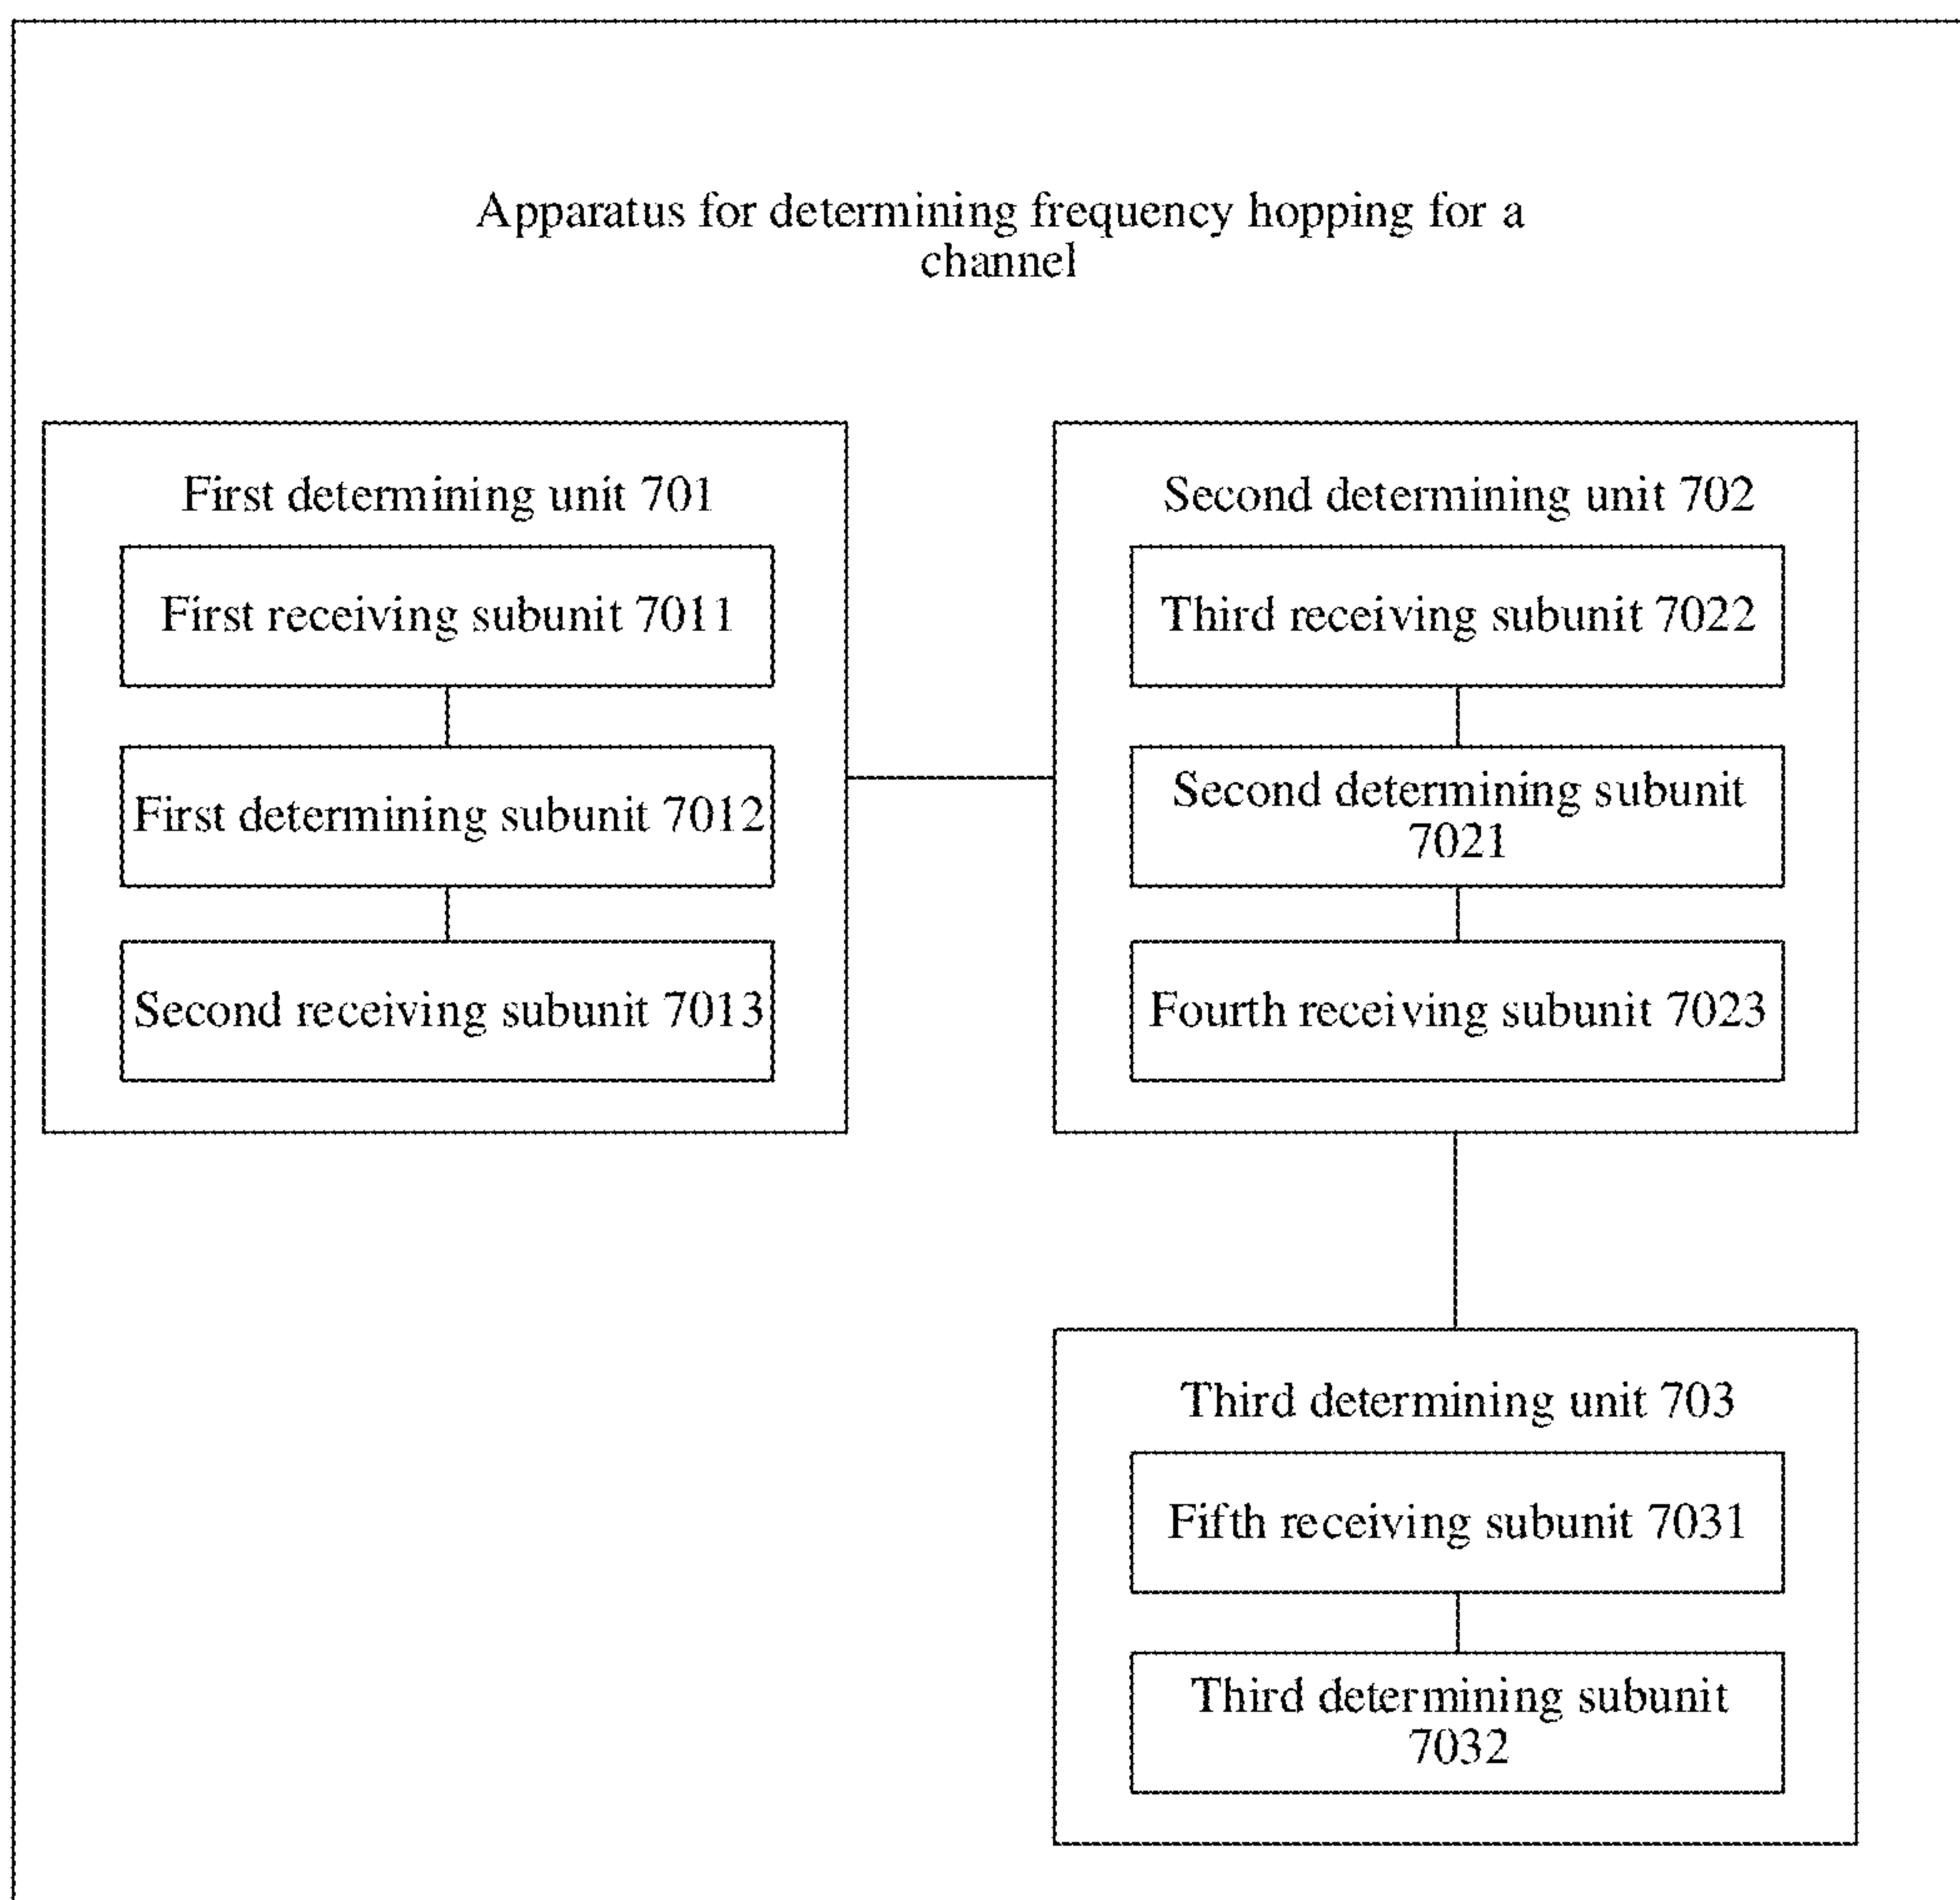 Apparatus for determining frequency hopping for a
channel
First determining unit 701
First receiving subunit 7011
First determining subunit 7012
Second receiving subunit 7013
Second determining unit 702
Third receiving subunit 7022
Second determining subunit
7021
Fourth receiving subunit 7023
Third determining unit 703
Fifth receiving subunit 7031
Third determining subunit
7032